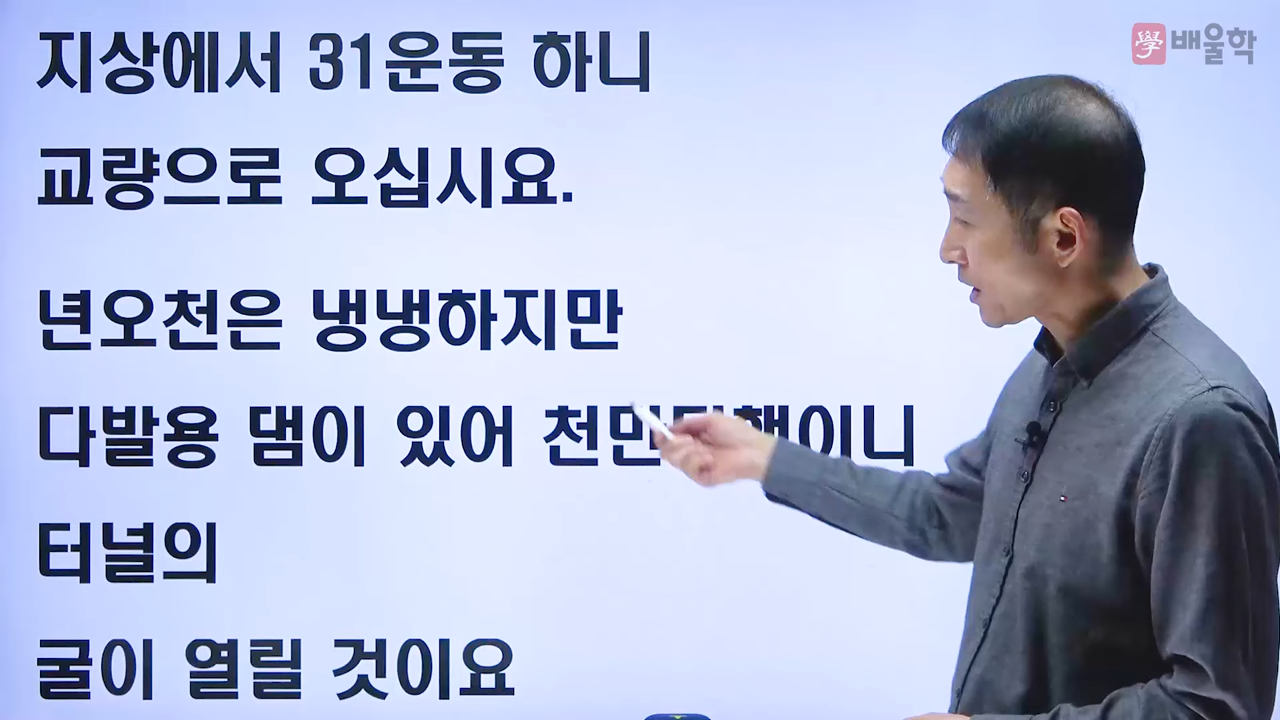 지상에서 31운동 하니
교량으로 오십시요.
년오천은 냉냉하지만
다발용 댐이 있어
터널의
굴이 열릴 것이요
學 배울학